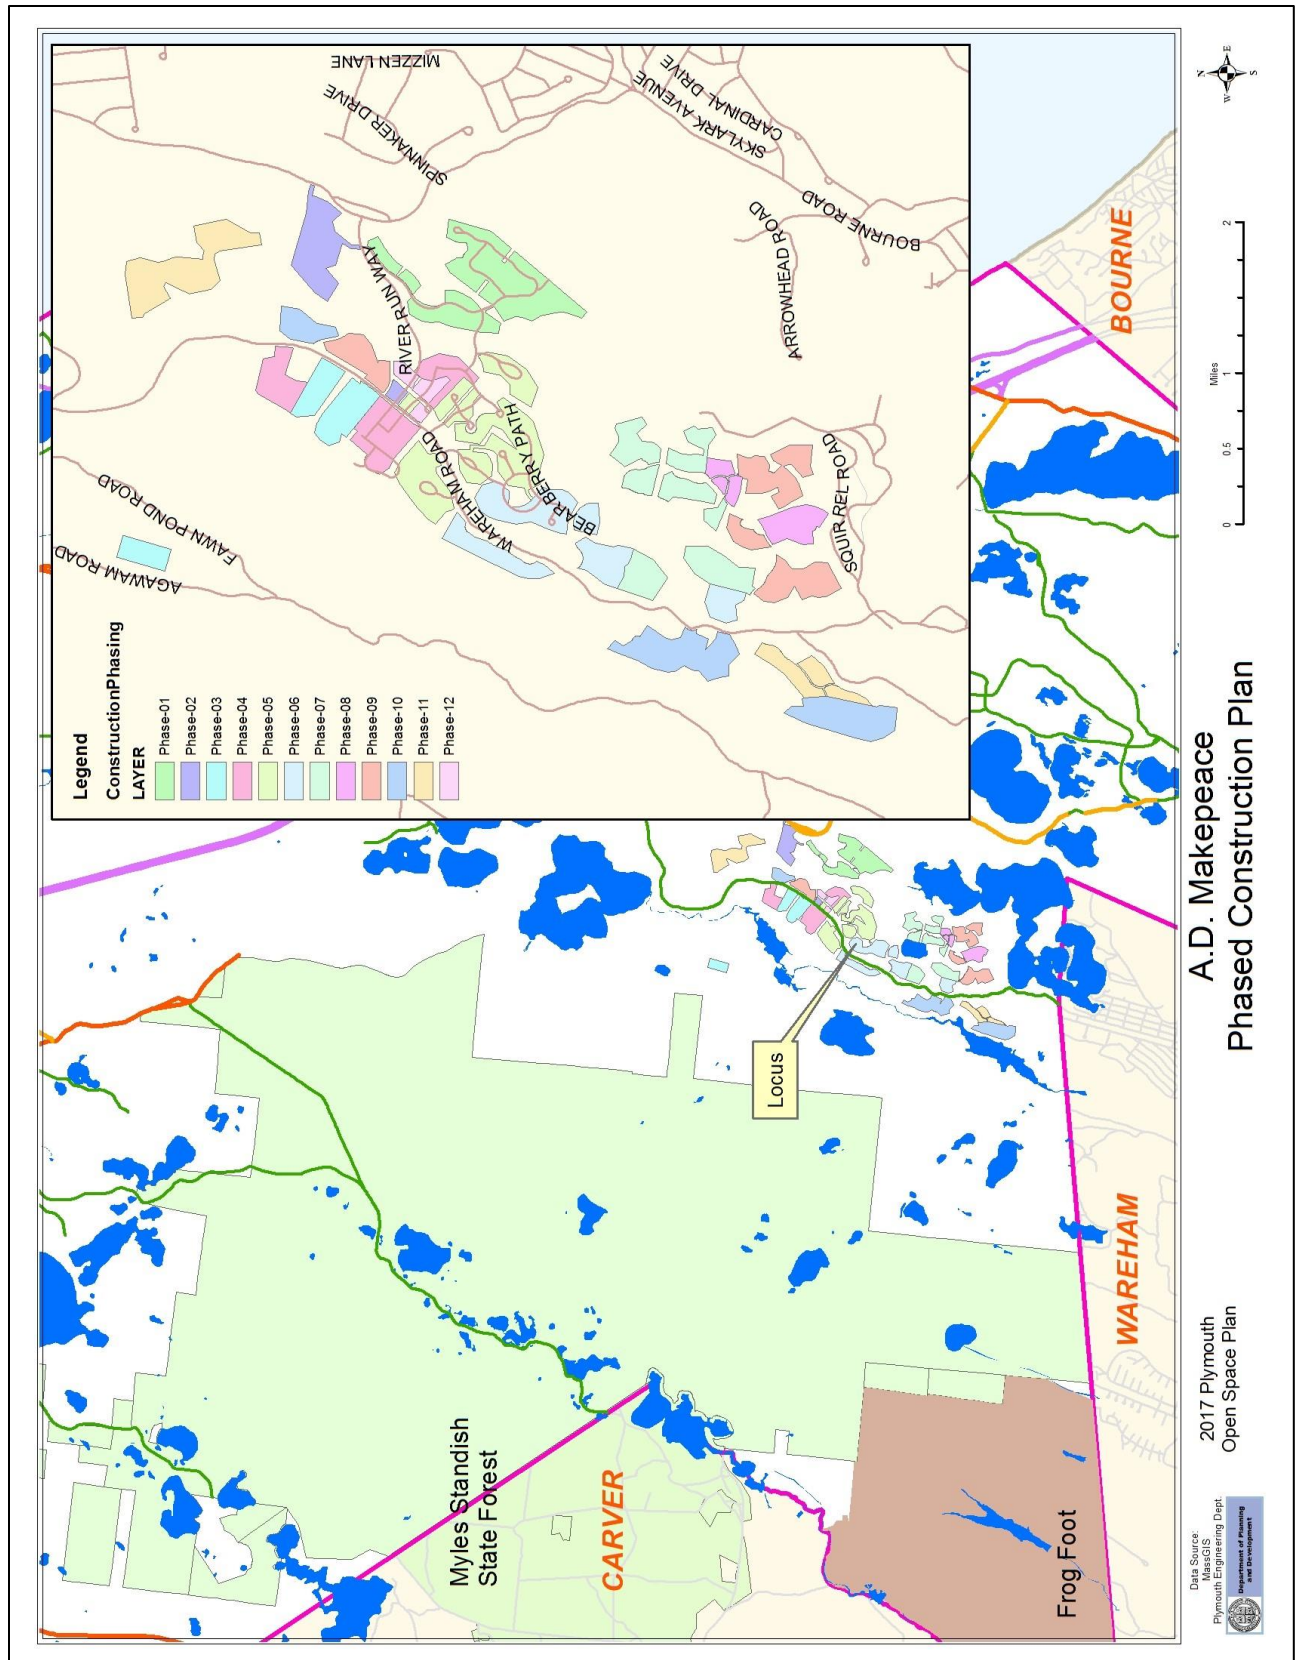 Legend
ConstructionPhasing
LAYER
Phase-01
Phase-02
Phase-03
Phase-04
Phase-05
Phase-06
Phase-07
Phase-08
Phase-09
Phase-10
Phase-11
Phase-12
AGAWAM ROAD
FAWN POND ROAD
WAREHAM ROAD
BEARBERRY PATH
RIVER RUN WAY
SPINNAKER DRIVE
MIZZEN LANE
SKYLARK AVENUE
CARDINAL DRIVE
BOURNE ROAD
ARROWHEAD ROAD
SQUIRREL ROAD
Myles Standish
State Forest
CARVER
Locus
Frog Foot
WAREHAM
BOURNE
Data Source:
MassGIS
Plymouth Engineering Dept.
Department of Planning
and Development
2017 Plymouth
Open Space Plan
A.D. Makepeace
Phased Construction Plan
0 0.5 1 2
Miles
N
W E
S